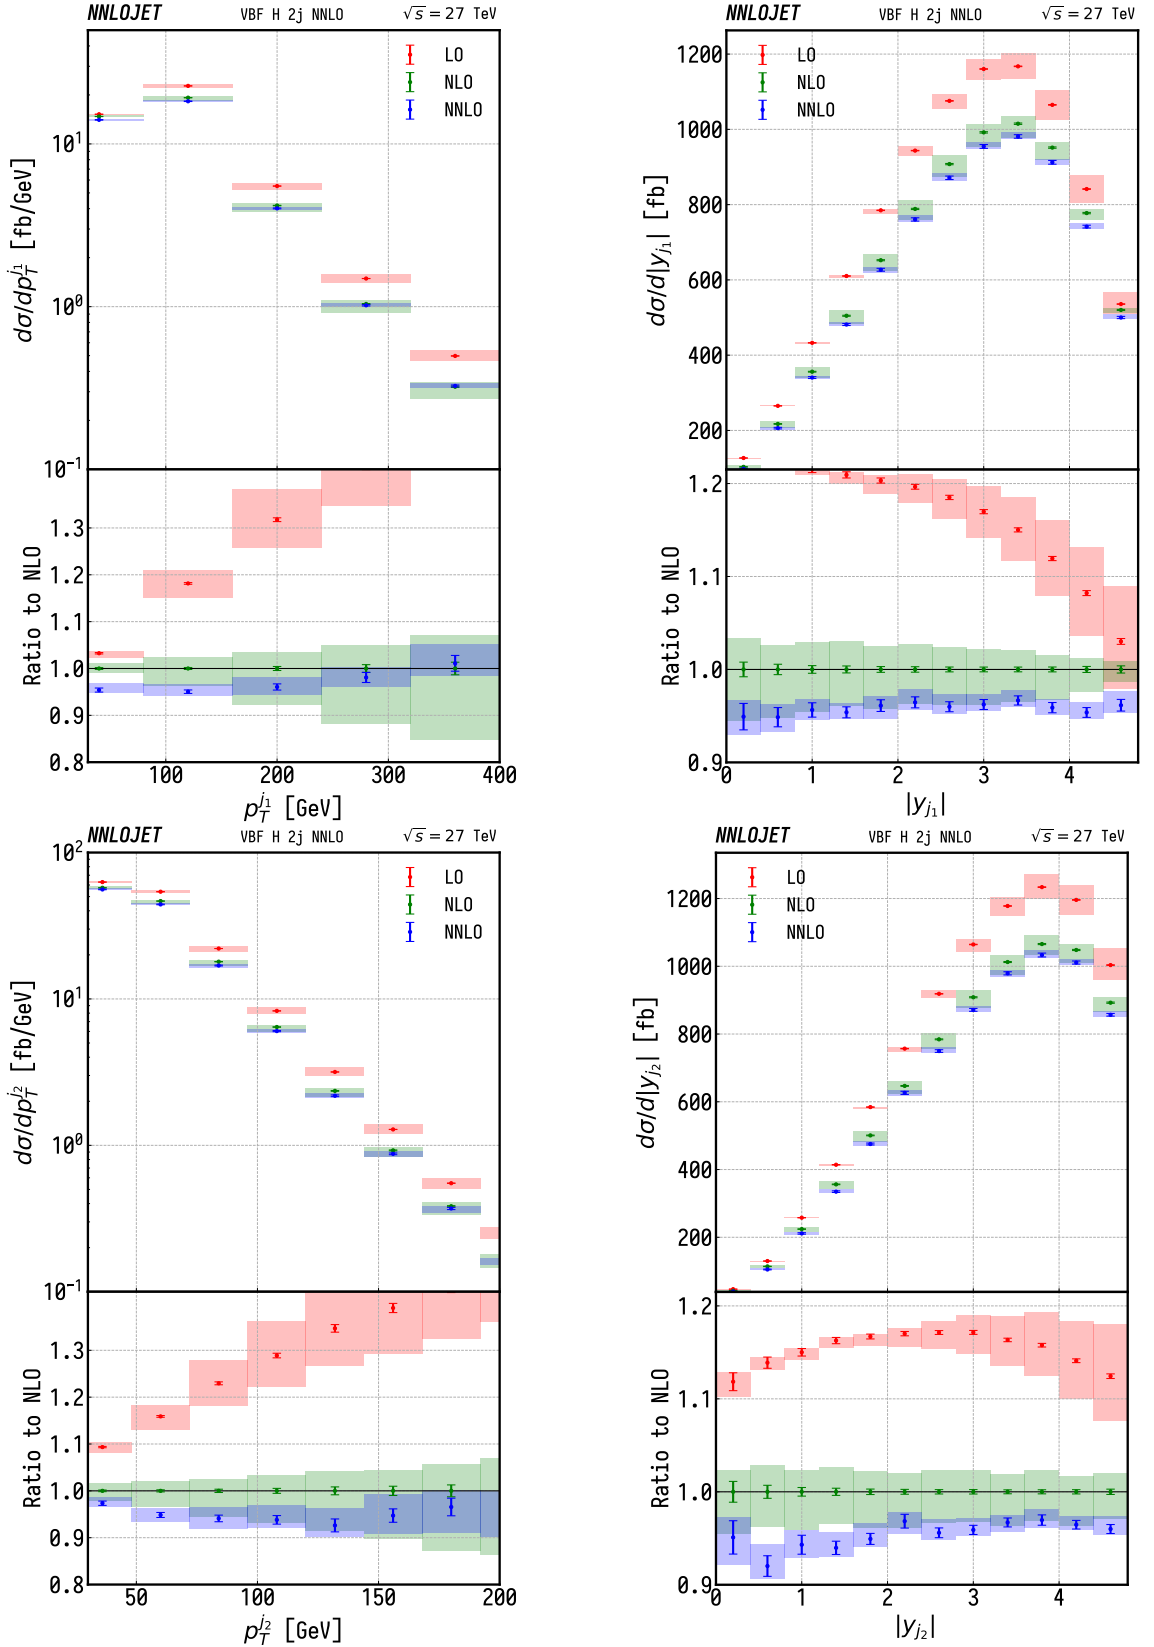 NNLOJET VBF H 2j NNLO √s = 27 TeV
LO
NLO
NNLO
dσ/dp_T^{j_1} [fb/GeV]
10^1
10^0
10^{-1}
Ratio to NLO
1.3
1.2
1.1
1.0
0.9
0.8
100 200 300 400
p_T^{j_1} [GeV]
NNLOJET VBF H 2j NNLO √s = 27 TeV
LO
NLO
NNLO
dσ/d|y_{j_1}| [fb]
1200
1000
800
600
400
200
Ratio to NLO
1.2
1.1
1.0
0.9
0 1 2 3 4
|y_{j_1}|
NNLOJET VBF H 2j NNLO √s = 27 TeV
LO
NLO
NNLO
dσ/dp_T^{j_2} [fb/GeV]
10^2
10^1
10^0
10^{-1}
Ratio to NLO
1.3
1.2
1.1
1.0
0.9
0.8
50 100 150 200
p_T^{j_2} [GeV]
NNLOJET VBF H 2j NNLO √s = 27 TeV
LO
NLO
NNLO
dσ/d|y_{j_2}| [fb]
1200
1000
800
600
400
200
Ratio to NLO
1.2
1.1
1.0
0.9
0 1 2 3 4
|y_{j_2}|